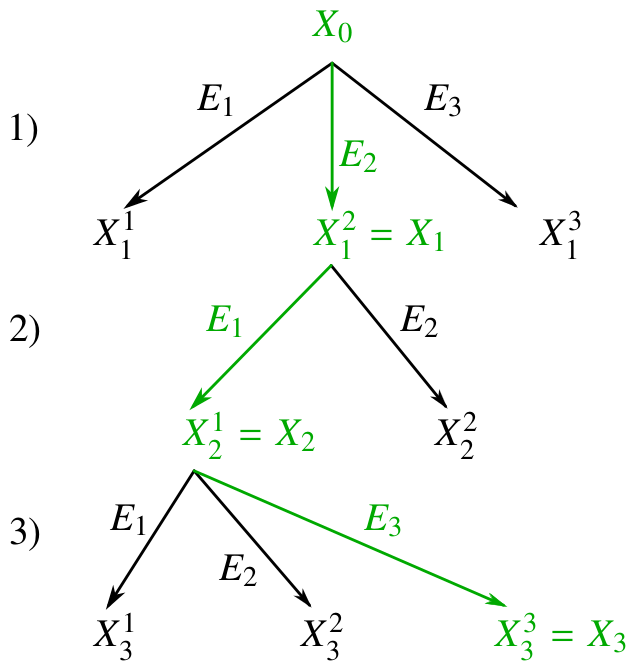 X_0
E_1 E_3
1)
E_2
X_1^1 X_1^2 = X_1 X_1^3
E_1 E_2
2)
X_2^1 = X_2 X_2^2
E_1 E_3
3)
E_2
X_3^1 X_3^2 X_3^3 = X_3